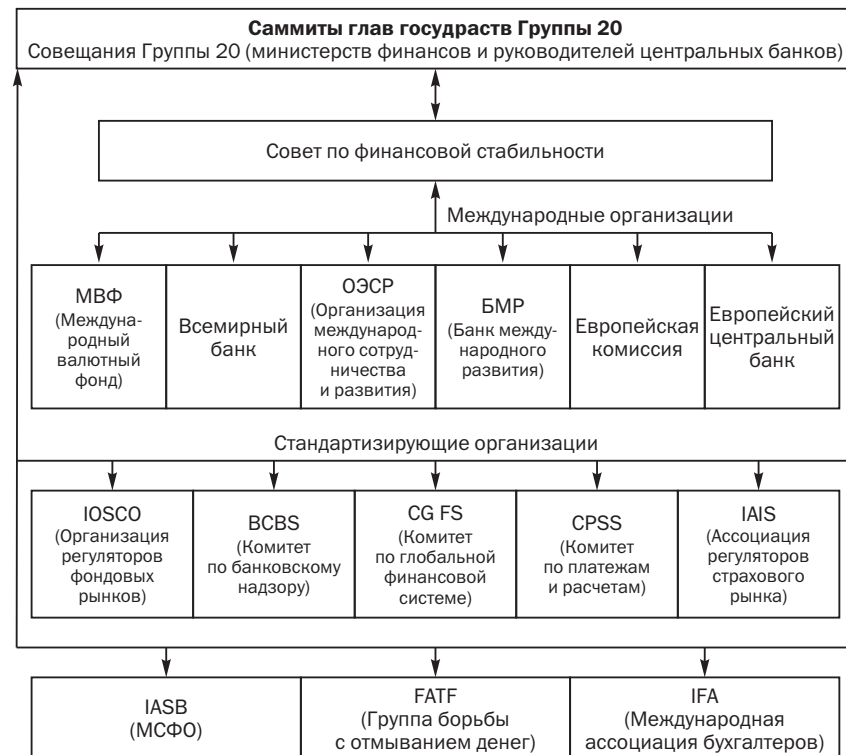 Саммиты глав государств Группы 20
Совещания Группы 20 (министерств финансов и руководителей центральных банков)
Совет по финансовой стабильности
Международные организации
МВФ
(Междуна-
родный
валютный
фонд)
Всемирный
банк
ОЭСР
(Организация
международ-
ного сотруд-
ничества
и развития)
БМР
(Банк между-
народного
развития)
Европейская
комиссия
Европейский
центральный
банк
Стандартизирующие организации
IOSCO
(Организация
регуляторов
фондовых
рынков)
BCBS
(Комитет
по банковскому
надзору)
CG FS
(Комитет
по глобальной
финансовой
системе)
CPSS
(Комитет
по платежам
и расчетам)
IAIS
(Ассоциация
регуляторов
страхового
рынка)
IASB
(МСФО)
FATF
(Группа борьбы
с отмыванием денег)
IFA
(Международная
ассоциация бухгалтеров)